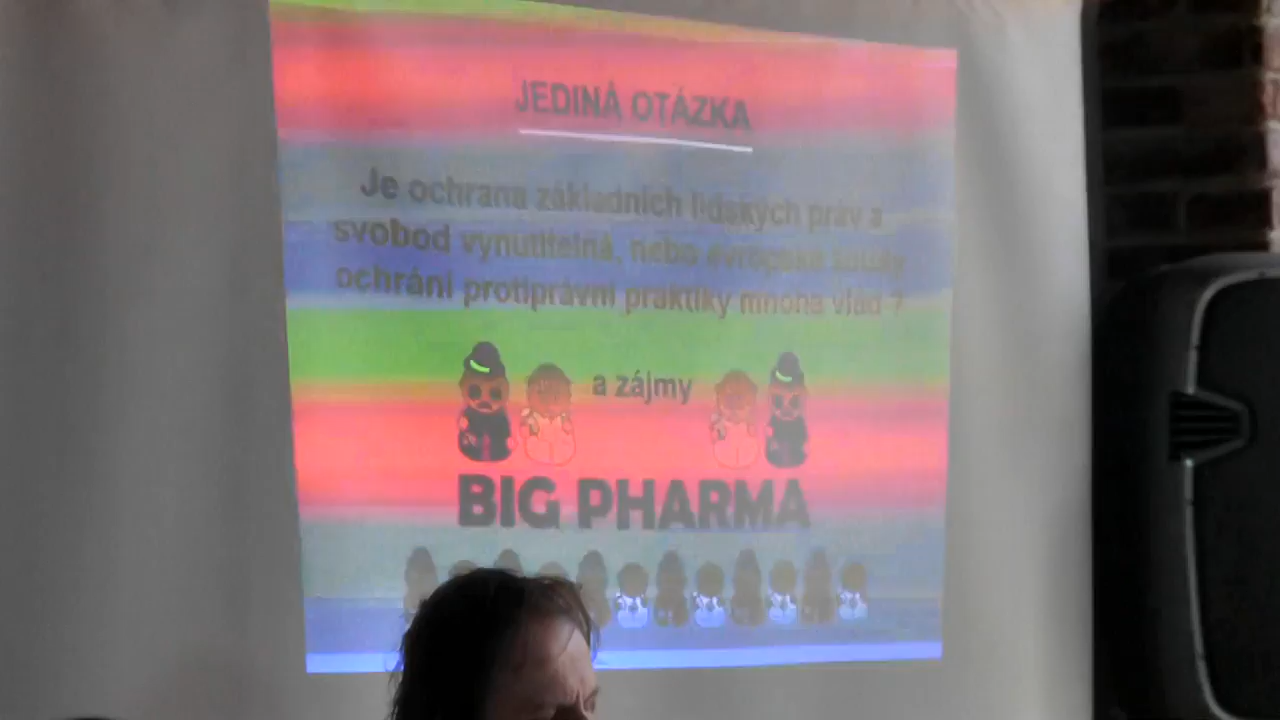 JEDINÁ OTÁZKA
Je ochrana základních lidských práv a
svobod vynutitelná, nebo evropské soudy
ochrání protiprávní praktiky mnoha vlád ?
a zájmy
BIG PHARMA